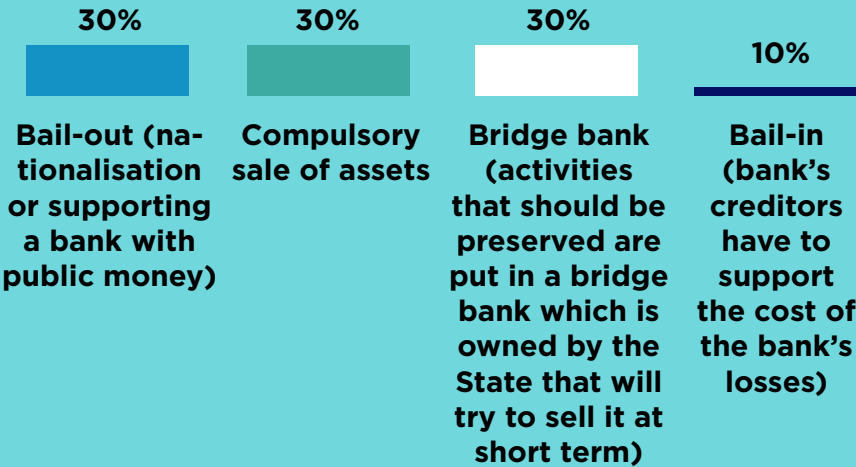 30%
Bail-out (na-
tionalisation
or supporting
a bank with
public money)
30%
Compulsory
sale of assets
30%
Bridge bank
(activities
that should be
preserved are
put in a bridge
bank which is
owned by the
State that will
try to sell it at
short term)
10%
Bail-in
(bank’s
creditors
have to
support
the cost of
the bank’s
losses)